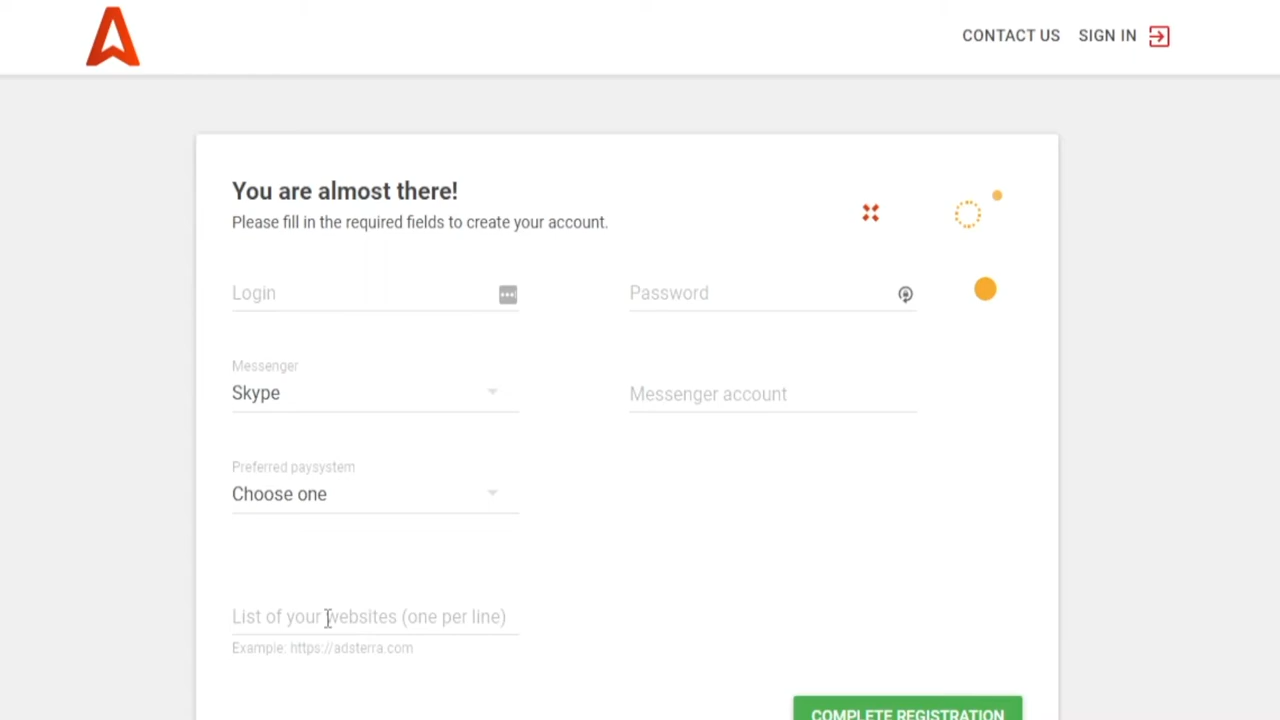 CONTACT US
SIGN IN
You are almost there!
Please fill in the required fields to create your account.
Login
Password
Messenger
Skype
Messenger account
Preferred paysystem
Choose one
List of your websites (one per line)
Example: https://adsterra.com
COMPLETE REGISTRATION